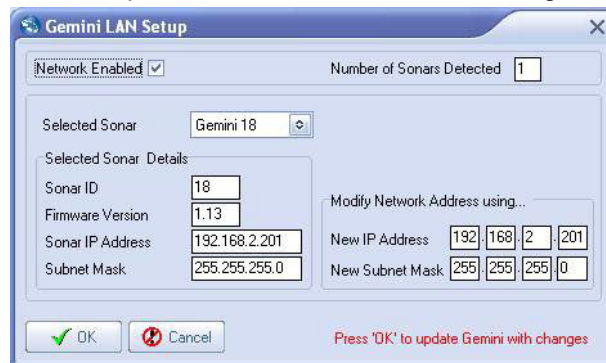 Gemini LAN Setup
Network Enabled
Number of Sonars Detected 1
Selected Sonar Gemini 18
Selected Sonar Details
Sonar ID 18
Firmware Version 1.13
Sonar IP Address 192.168.2.201
Subnet Mask 255.255.255.0
Modify Network Address using...
New IP Address 192.168.2.201
New Subnet Mask 255.255.255.0
OK
Cancel
Press 'OK' to update Gemini with changes